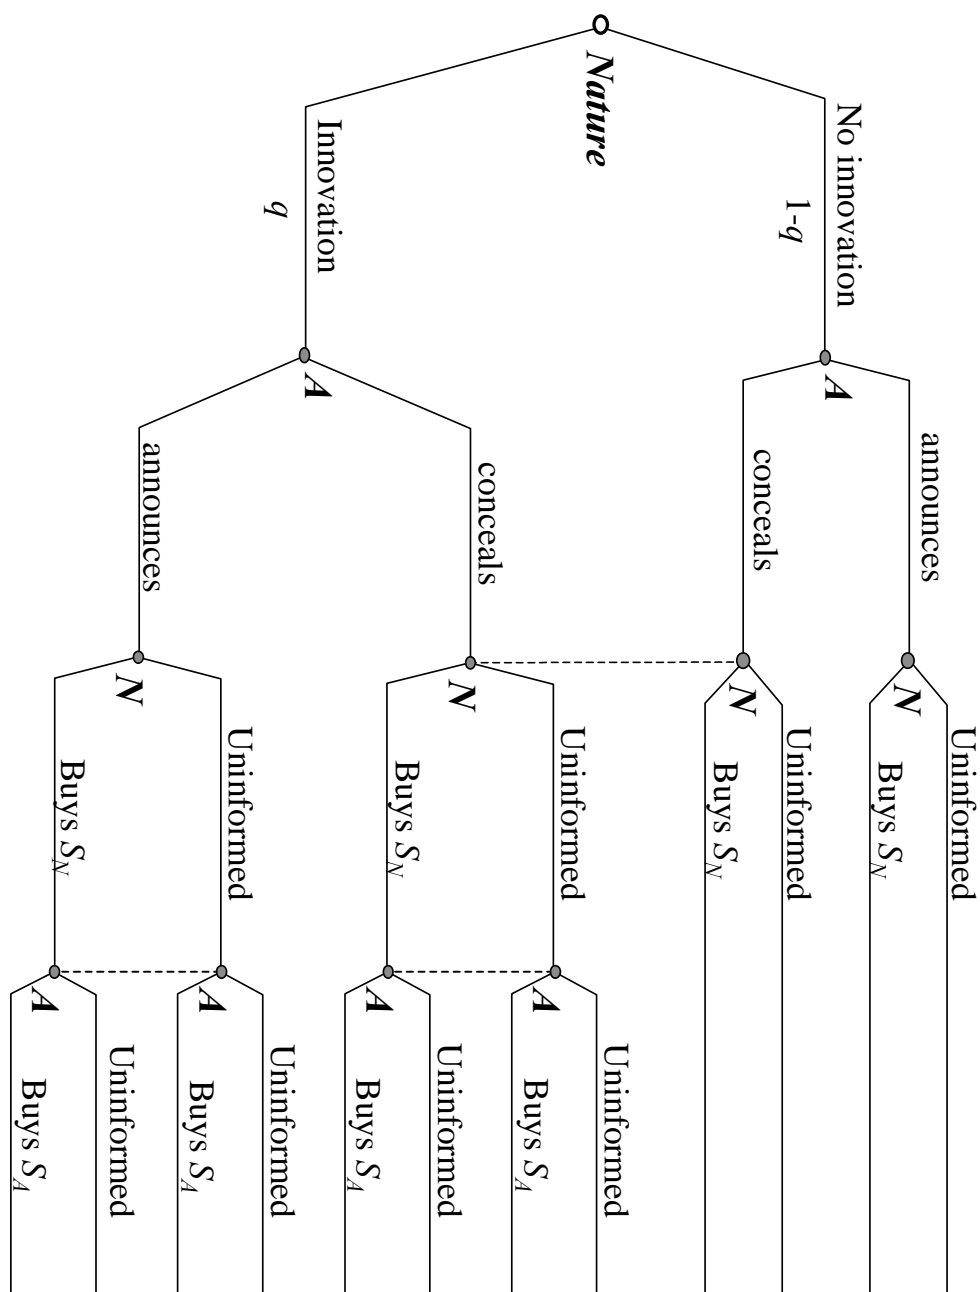 Nature
No innovation
1-q
Innovation
q
A
A
announces
conceals
conceals
announces
N
N
N
N
Uninformed
Buys S_N
Uninformed
Buys S_N
Uninformed
Buys S_N
Uninformed
Buys S_N
A
A
A
A
Uninformed
Buys S_A
Uninformed
Buys S_A
Uninformed
Buys S_A
Uninformed
Buys S_A